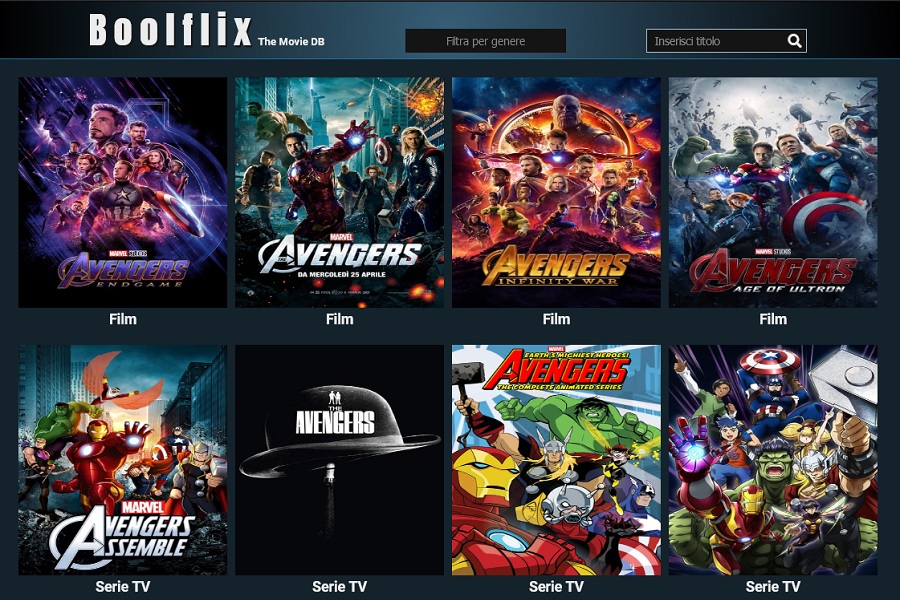 Boolflix The Movie DB
Filtra per genere
Inserisci titolo
MARVEL STUDIOS
AVENGERS
ENDGAME
MARVEL
AVENGERS
DA MERCOLEDÌ 25 APRILE
AVENGERS
INFINITY WAR
MARVEL STUDIOS
AVENGERS
AGE OF ULTRON
Film
Film
Film
Film
MARVEL
AVENGERS
ASSEMBLE
THE
AVENGERS
MARVEL
EARTH'S MIGHTIEST HEROES!
AVENGERS
THE COMPLETE ANIMATED SERIES
Serie TV
Serie TV
Serie TV
Serie TV